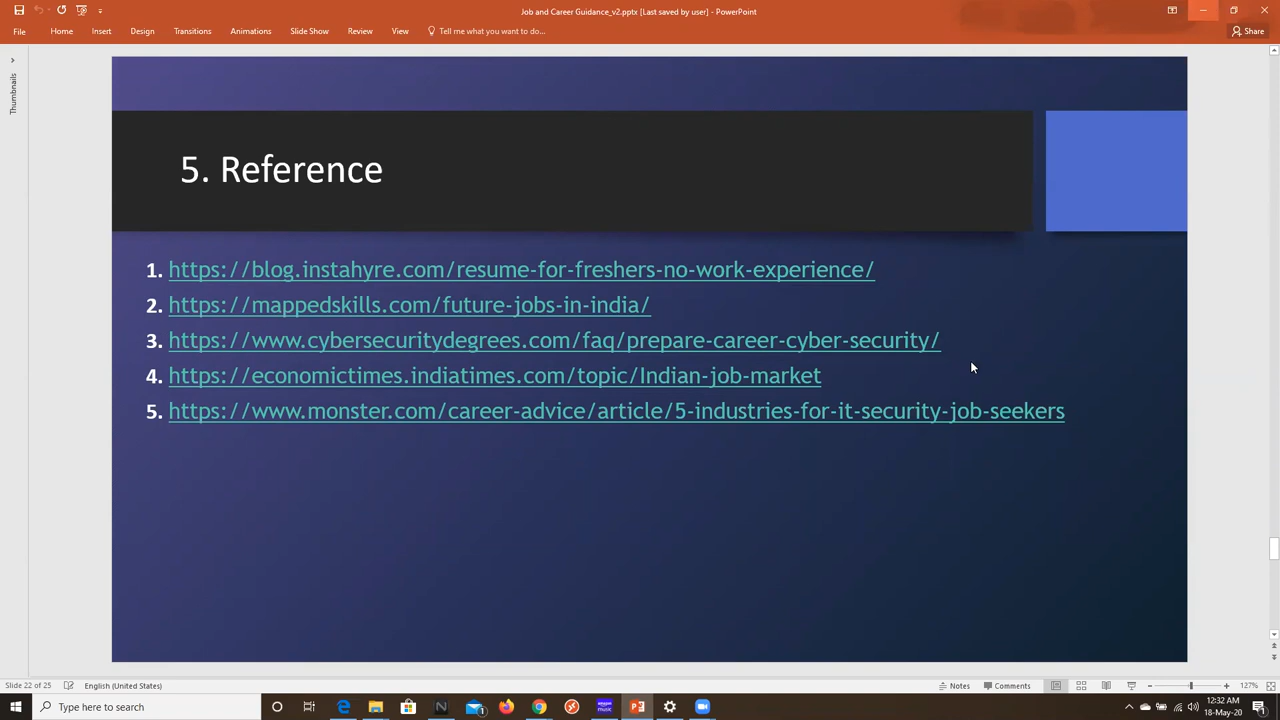 Job and Career Guidance_v2.pptx [Last saved by user] - PowerPoint
File Home Insert Design Transitions Animations Slide Show Review View Tell me what you want to do... Share
Thumbnails
5. Reference
1. https://blog.instahyre.com/resume-for-freshers-no-work-experience/
2. https://mappedskills.com/future-jobs-in-india/
3. https://www.cybersecuritydegrees.com/faq/prepare-career-cyber-security/
4. https://economictimes.indiatimes.com/topic/Indian-job-market
5. https://www.monster.com/career-advice/article/5-industries-for-it-security-job-seekers
Slide 22 of 25 English (United States) Notes Comments 127%
Type here to search
amazon music
12:32 AM
18-May-20